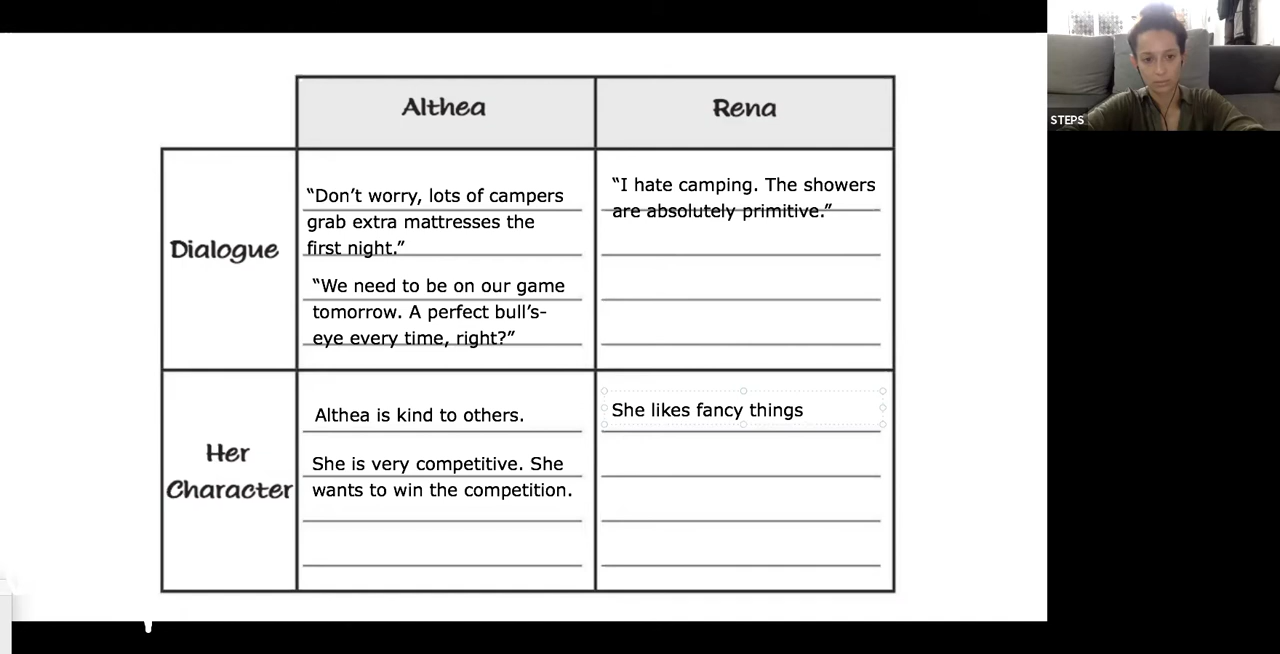 Althea
Rena
STEPS
Dialogue
“Don’t worry, lots of campers
grab extra mattresses the
first night.”
“We need to be on our game
tomorrow. A perfect bull’s-
eye every time, right?”
“I hate camping. The showers
are absolutely primitive.”
Her
Character
Althea is kind to others.
She is very competitive. She
wants to win the competition.
She likes fancy things